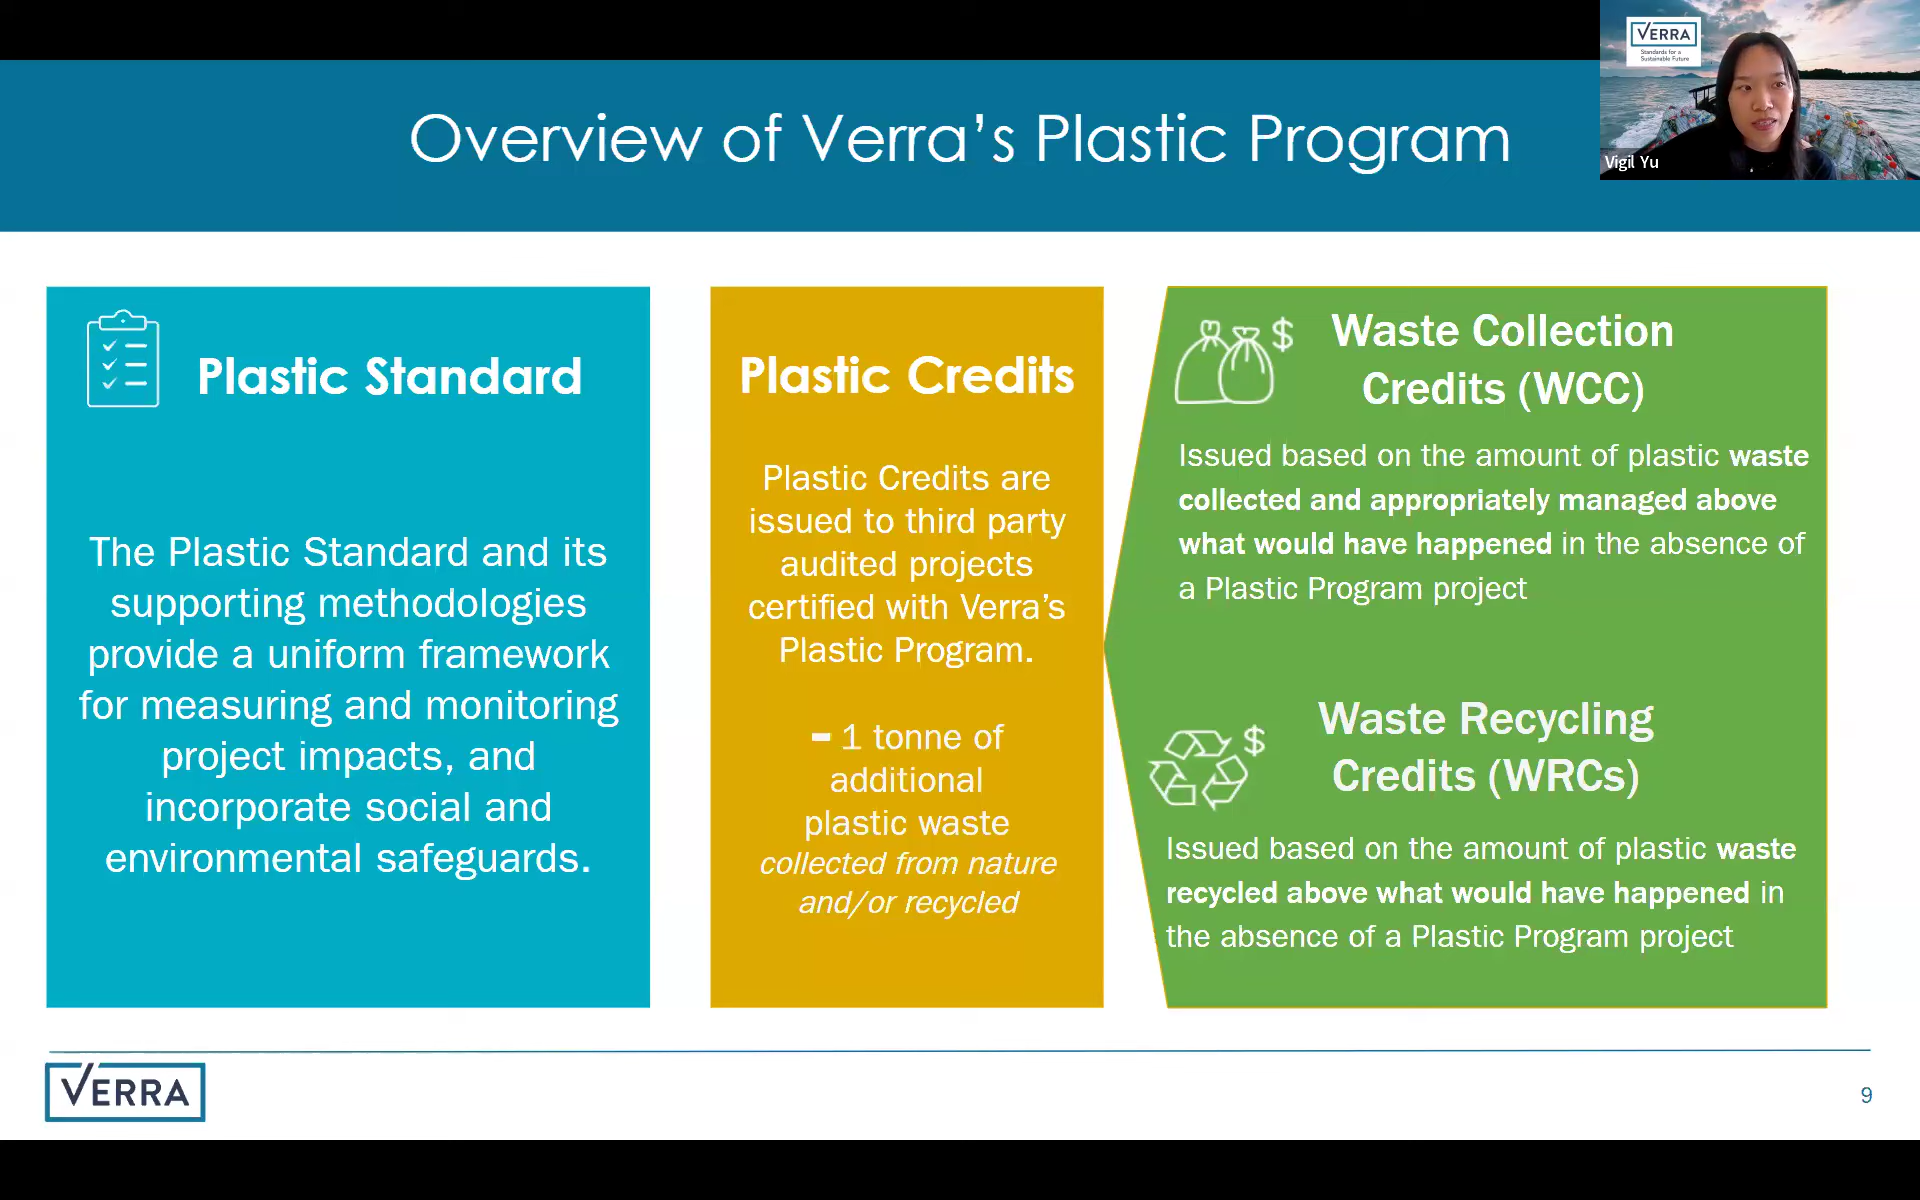 VERRA
Standards for a
Sustainable Future
Vigil Yu
Overview of Verra’s Plastic Program
Plastic Standard
The Plastic Standard and its
supporting methodologies
provide a uniform framework
for measuring and monitoring
project impacts, and
incorporate social and
environmental safeguards.
Plastic Credits
Plastic Credits are
issued to third party
audited projects
certified with Verra’s
Plastic Program.
= 1 tonne of
additional
plastic waste
collected from nature
and/or recycled
$
Waste Collection
Credits (WCC)
Issued based on the amount of plastic waste
collected and appropriately managed above
what would have happened in the absence of
a Plastic Program project
$
Waste Recycling
Credits (WRCs)
Issued based on the amount of plastic waste
recycled above what would have happened in
the absence of a Plastic Program project
VERRA
9